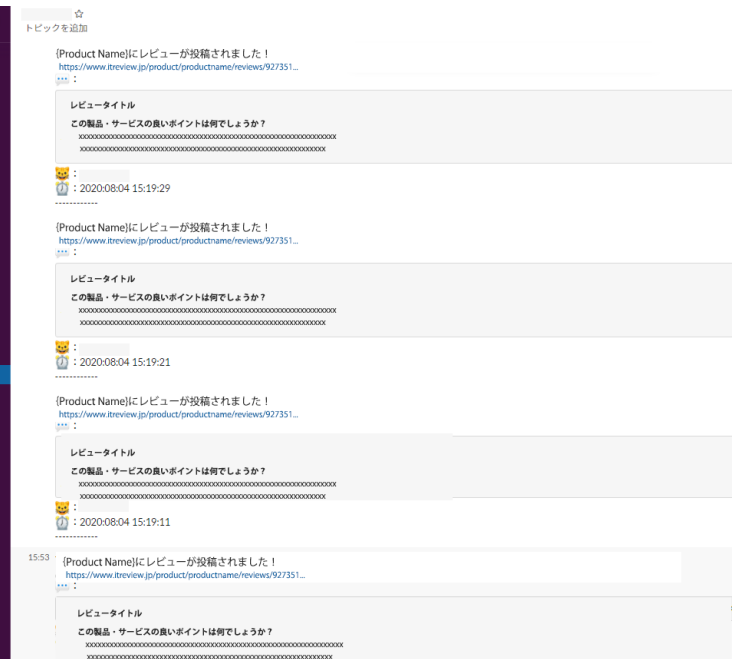 トピックを追加
{Product Name}にレビューが投稿されました！
https://www.itreview.jp/product/productname/reviews/927351...
：
レビュータイトル
この製品・サービスの良いポイントは何でしょうか？
xxxxxxxxxxxxxxxxxxxxxxxxxxxxxxxxxxxxxxxxxxxxxxxxxxxxxxxxxxxxxxx
xxxxxxxxxxxxxxxxxxxxxxxxxxxxxxxxxxxxxxxxxxxxxxxxxxxxxxxxxxxx
：
：2020:08:04 15:19:29
------------
{Product Name}にレビューが投稿されました！
https://www.itreview.jp/product/productname/reviews/927351...
：
レビュータイトル
この製品・サービスの良いポイントは何でしょうか？
xxxxxxxxxxxxxxxxxxxxxxxxxxxxxxxxxxxxxxxxxxxxxxxxxxxxxxxxxxxxxxx
xxxxxxxxxxxxxxxxxxxxxxxxxxxxxxxxxxxxxxxxxxxxxxxxxxxxxxxxxxxx
：
：2020:08:04 15:19:21
------------
{Product Name}にレビューが投稿されました！
https://www.itreview.jp/product/productname/reviews/927351...
：
レビュータイトル
この製品・サービスの良いポイントは何でしょうか？
xxxxxxxxxxxxxxxxxxxxxxxxxxxxxxxxxxxxxxxxxxxxxxxxxxxxxxxxxxxxxxx
xxxxxxxxxxxxxxxxxxxxxxxxxxxxxxxxxxxxxxxxxxxxxxxxxxxxxxxxxxxx
：
：2020:08:04 15:19:11
------------
15:53 {Product Name}にレビューが投稿されました！
https://www.itreview.jp/product/productname/reviews/927351...
：
レビュータイトル
この製品・サービスの良いポイントは何でしょうか？
xxxxxxxxxxxxxxxxxxxxxxxxxxxxxxxxxxxxxxxxxxxxxxxxxxxxxxxxxxxxxxx
xxxxxxxxxxxxxxxxxxxxxxxxxxxxxxxxxxxxxxxxxxxxxxxxxxxxxxxxxxxx